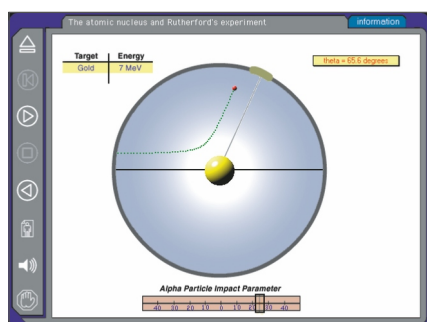 The atomic nucleus and Rutherford's experiment
information
Target Energy
Gold 7 MeV
theta = 65.6 degrees
Alpha Particle Impact Parameter
40 30 20 10 0 10 20 30 40